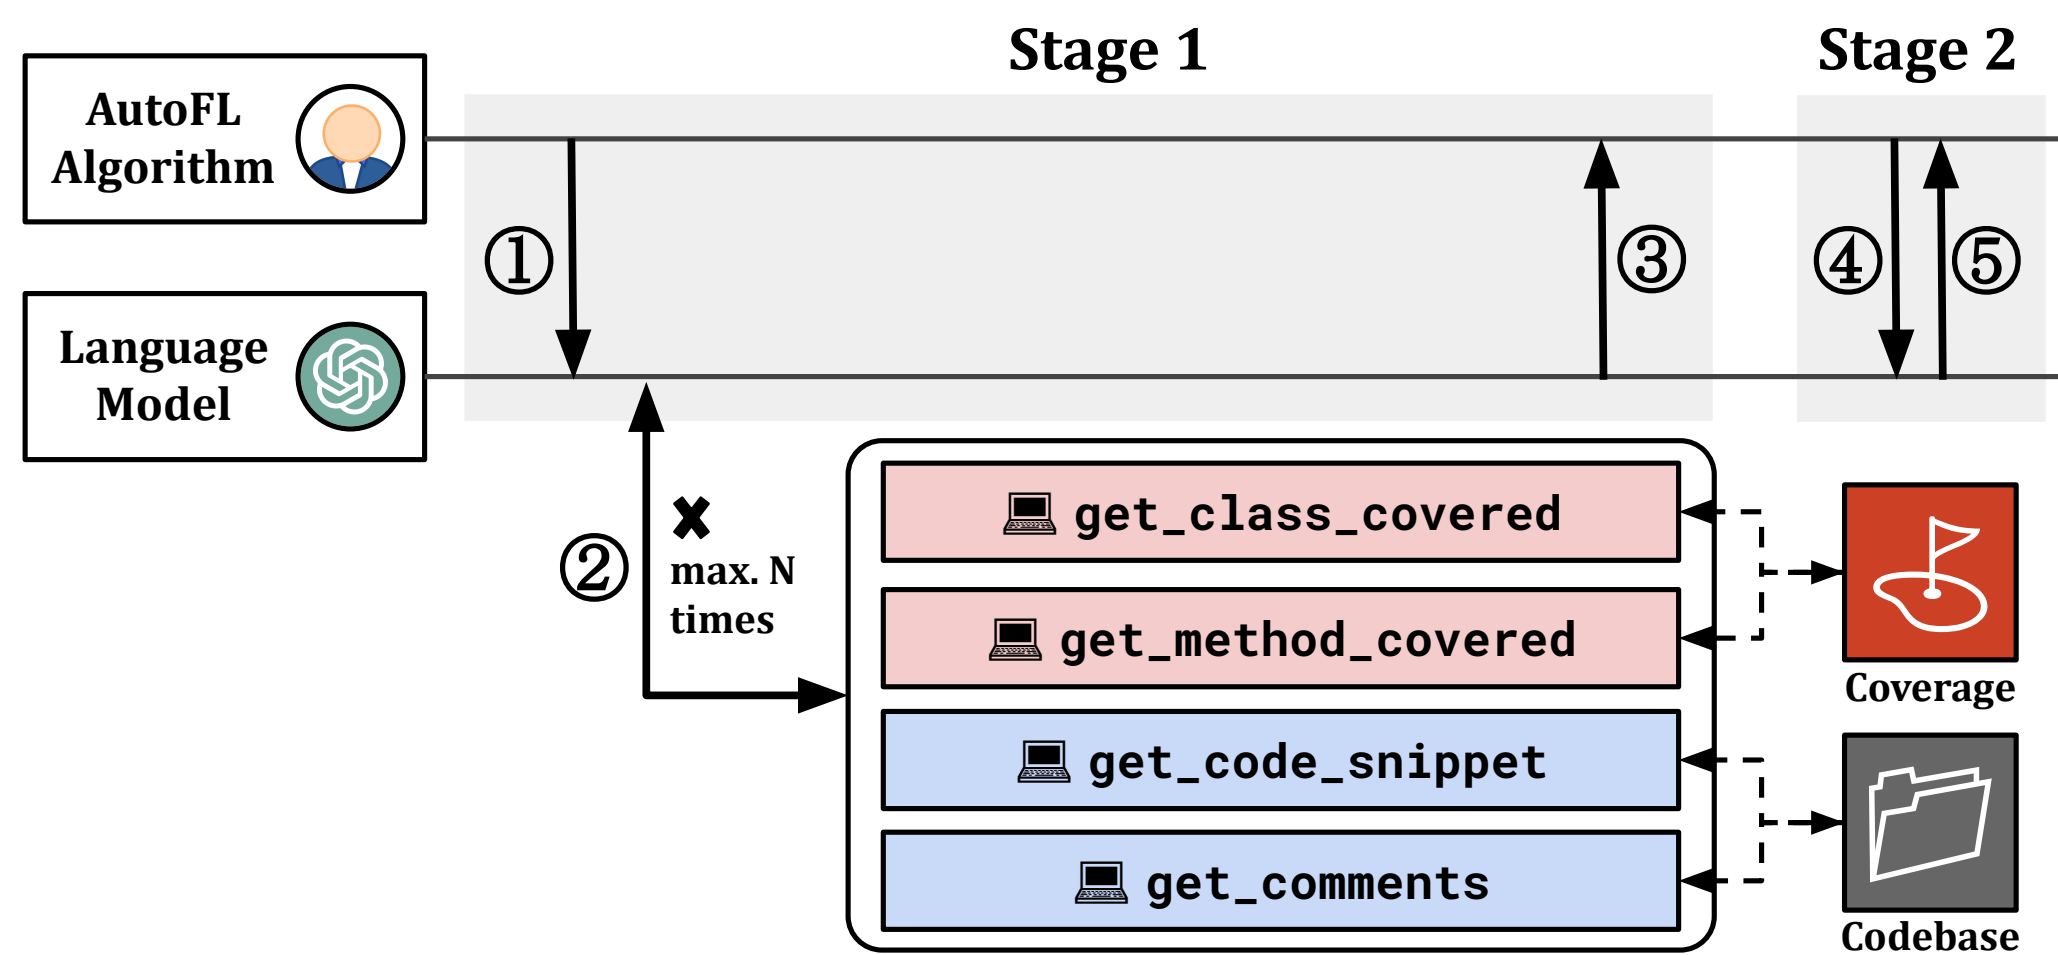 Stage 1
Stage 2
AutoFL
Algorithm
①
③
④
⑤
Language
Model
②
✘
max. N
times
get_class_covered
get_method_covered
get_code_snippet
get_comments
Coverage
Codebase